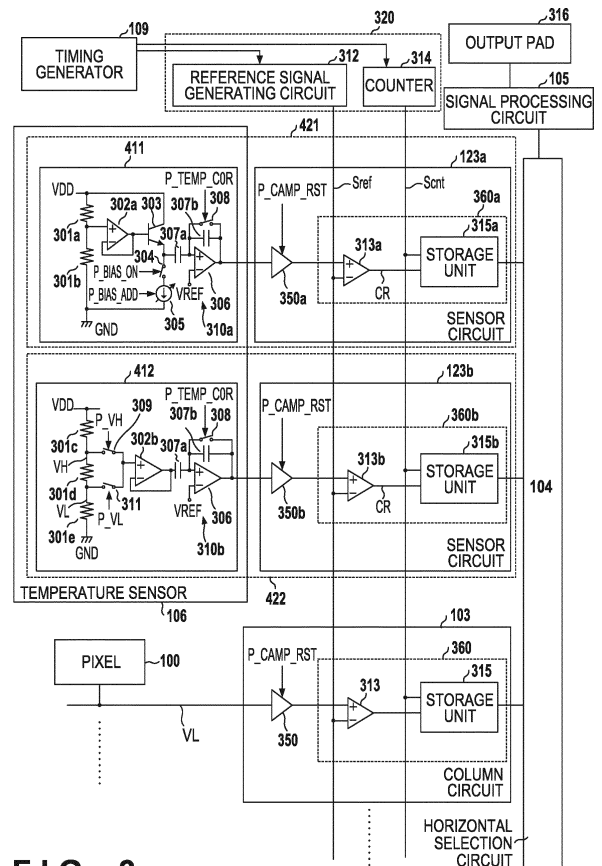 109
TIMING
GENERATOR
320
312
REFERENCE SIGNAL
GENERATING CIRCUIT
314
COUNTER
316
OUTPUT PAD
105
SIGNAL PROCESSING
CIRCUIT
421
411
VDD
302a
303
P_TEMP_COR
307b
308
307a
301a
304
301b
P_BIAS_ON
P_BIAS_ADD
VREF
306
305
310a
GND
123a
P_CAMP_RST
Sref
Scnt
360a
315a
313a
STORAGE
UNIT
350a
CR
SENSOR
CIRCUIT
412
VDD
P_VH
309
P_TEMP_COR
307b
308
307a
301c
302b
VH
301d
VL
311
P_VL
301e
GND
VREF
306
310b
123b
P_CAMP_RST
360b
315b
313b
STORAGE
UNIT
350b
CR
SENSOR
CIRCUIT
104
TEMPERATURE SENSOR
106
422
103
PIXEL
100
P_CAMP_RST
360
315
313
STORAGE
UNIT
350
VL
COLUMN
CIRCUIT
HORIZONTAL
SELECTION
CIRCUIT